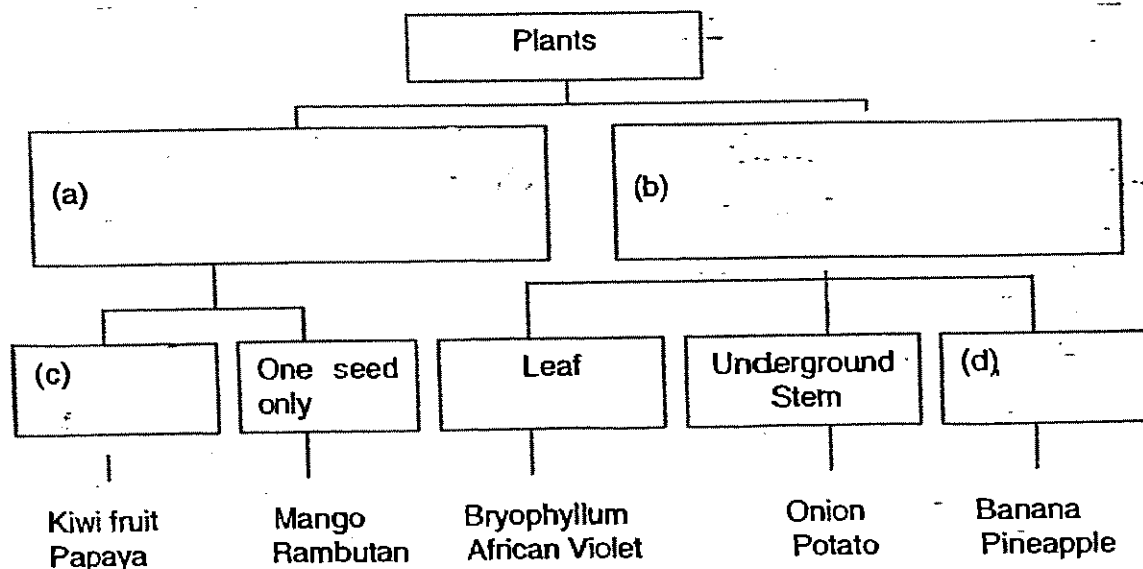 Plants
(a)
(b)
(c)
One seed
only
Leaf
Underground
Stem
(d)
Kiwi fruit
Papaya
Mango
Rambutan
Bryophyllum
African Violet
Onion
Potato
Banana
Pineapple